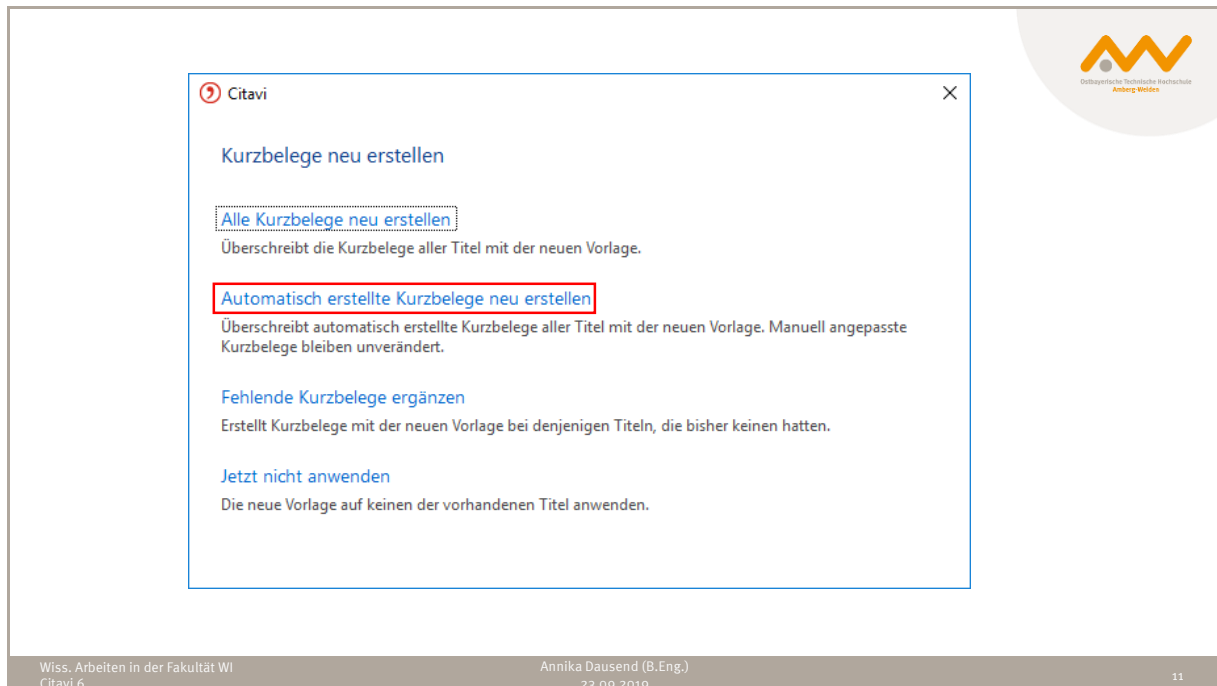 Ostbayerische Technische Hochschule
Amberg-Weiden
Citavi
Kurzbelege neu erstellen
Alle Kurzbelege neu erstellen
Überschreibt die Kurzbelege aller Titel mit der neuen Vorlage.
Automatisch erstellte Kurzbelege neu erstellen
Überschreibt automatisch erstellte Kurzbelege aller Titel mit der neuen Vorlage. Manuell angepasste
Kurzbelege bleiben unverändert.
Fehlende Kurzbelege ergänzen
Erstellt Kurzbelege mit der neuen Vorlage bei denjenigen Titeln, die bisher keinen hatten.
Jetzt nicht anwenden
Die neue Vorlage auf keinen der vorhandenen Titel anwenden.
Wiss. Arbeiten in der Fakultät WI
Citavi 6
Annika Dausend (B.Eng.)
23.09.2019
11